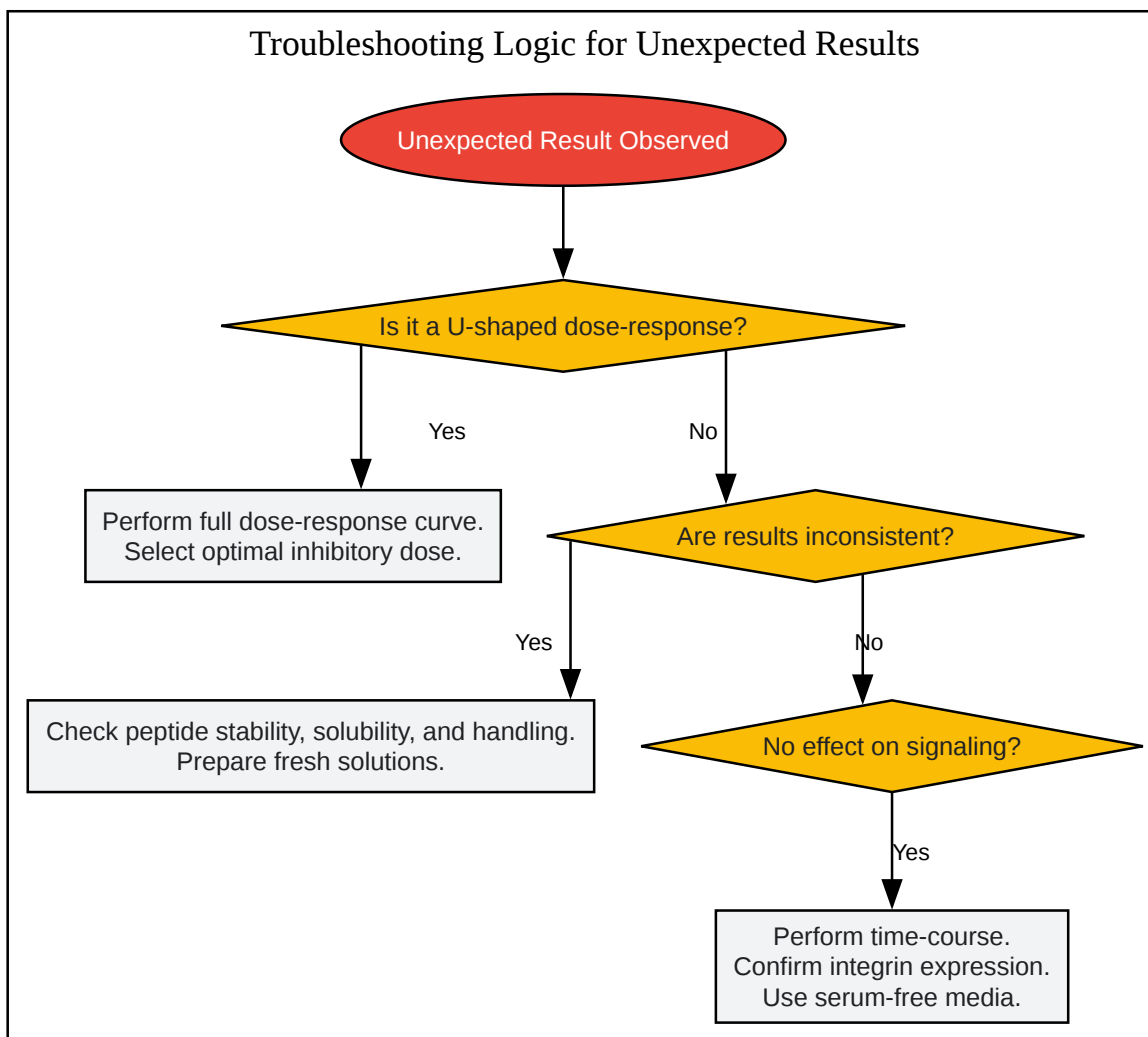 Troubleshooting Logic for Unexpected Results
Unexpected Result Observed
Is it a U-shaped dose-response?
Yes
No
Perform full dose-response curve.
Select optimal inhibitory dose.
Are results inconsistent?
Yes
No
Check peptide stability, solubility, and handling.
Prepare fresh solutions.
No effect on signaling?
Yes
Perform time-course.
Confirm integrin expression.
Use serum-free media.